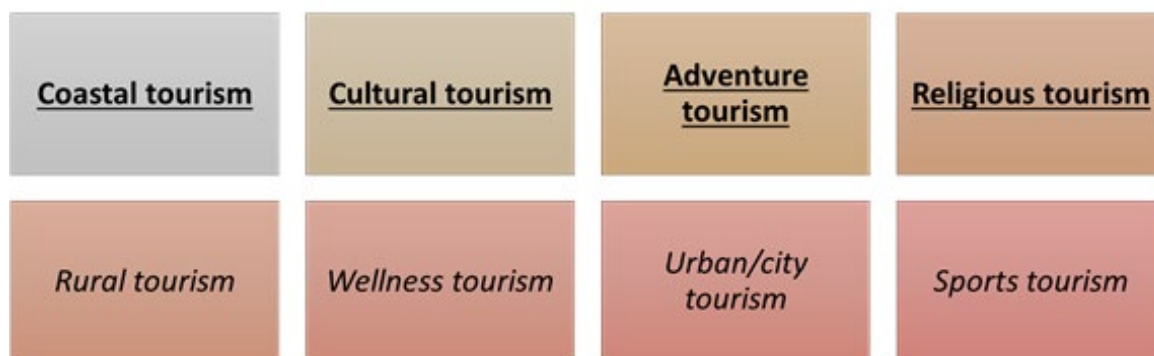 Coastal tourism
Cultural tourism
Adventure
tourism
Religious tourism
Rural tourism
Wellness tourism
Urban/city
tourism
Sports tourism